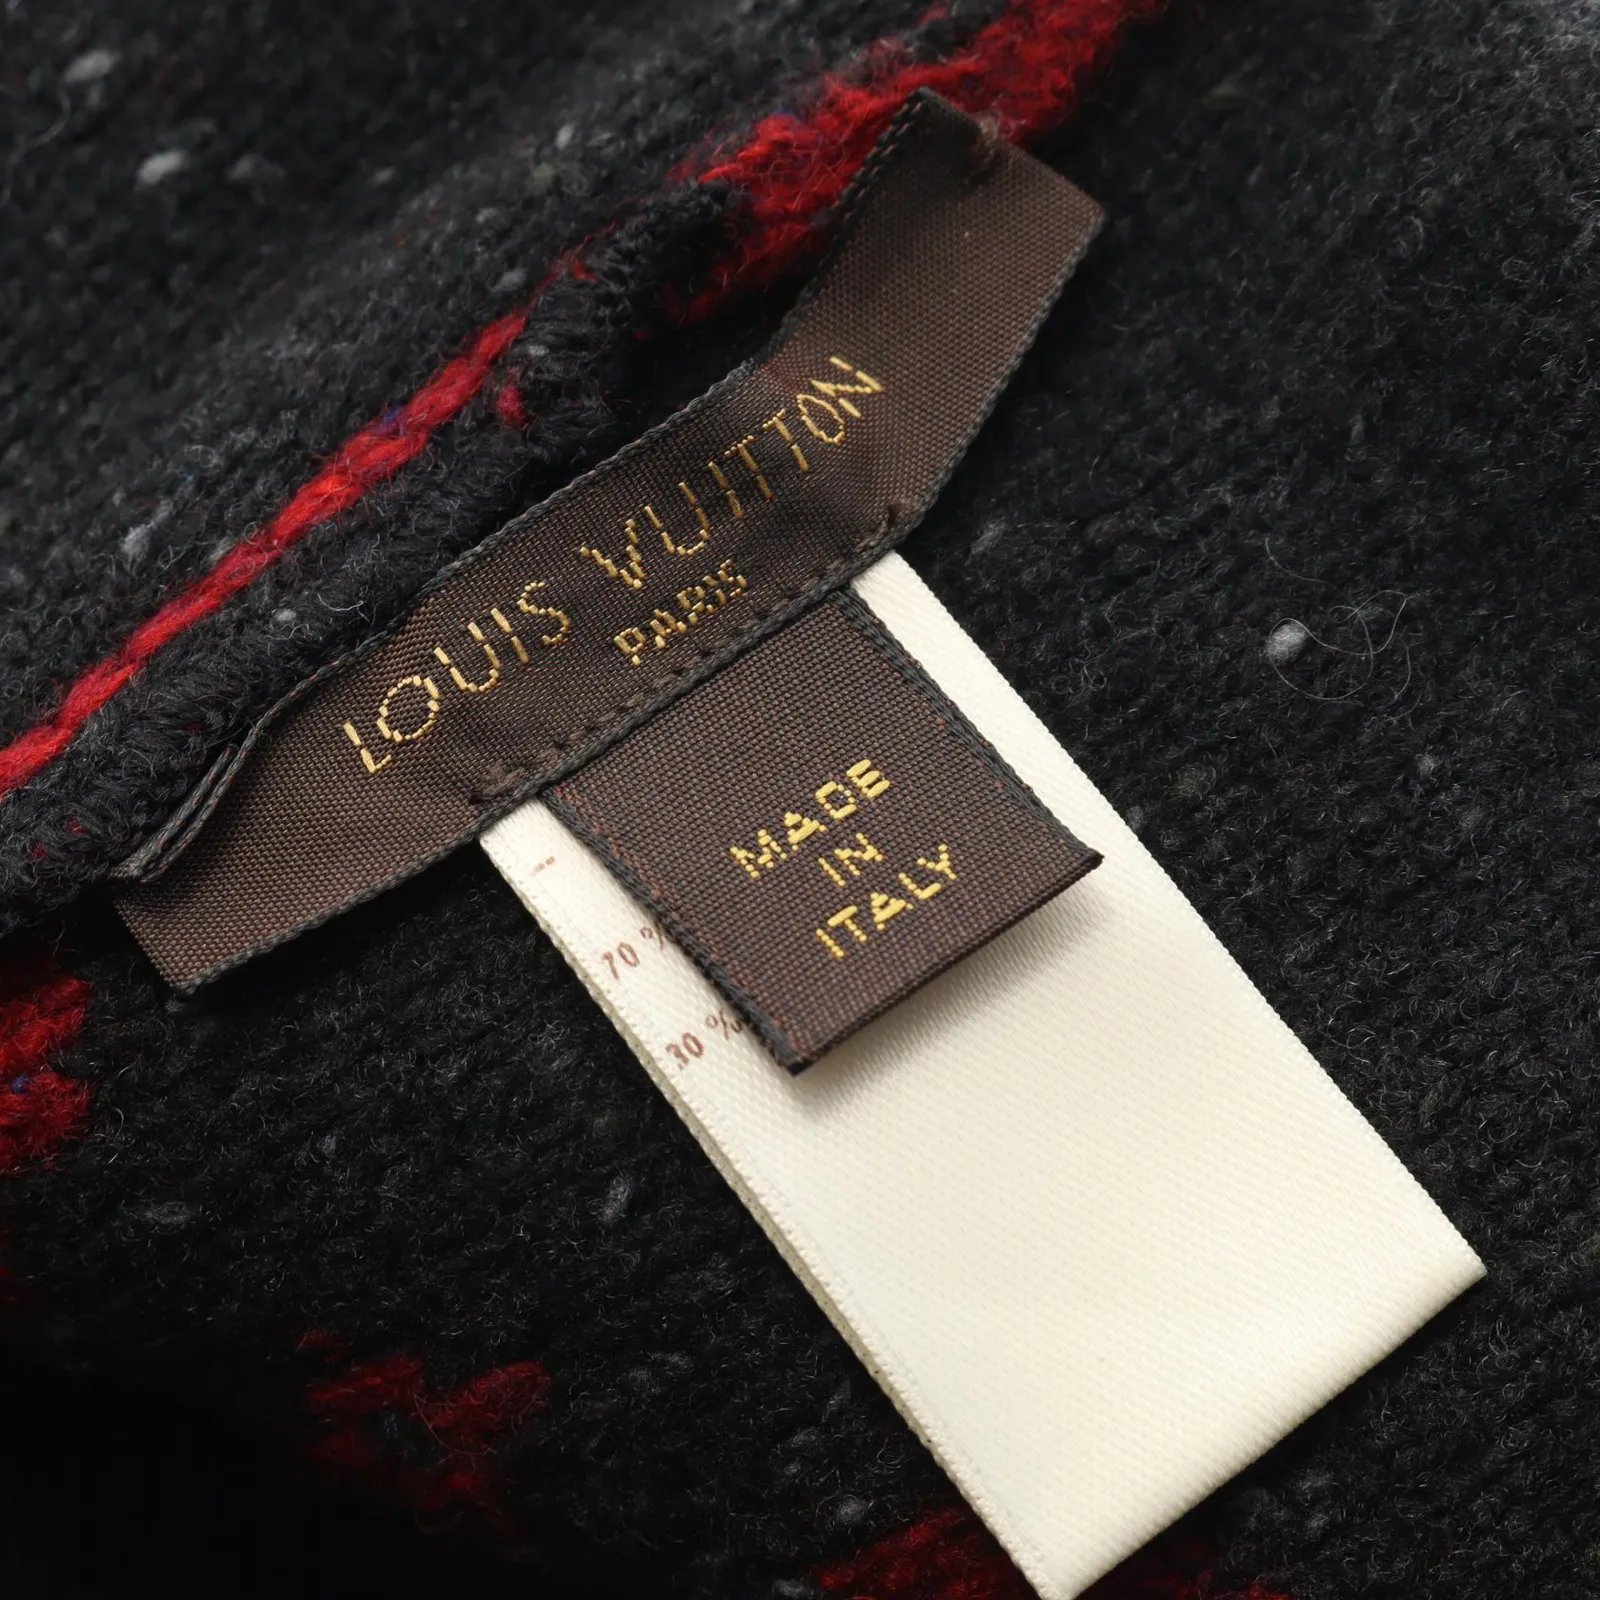 LOUIS VUITTON
PARIS
MADE
IN
ITALY
70 %
30 %